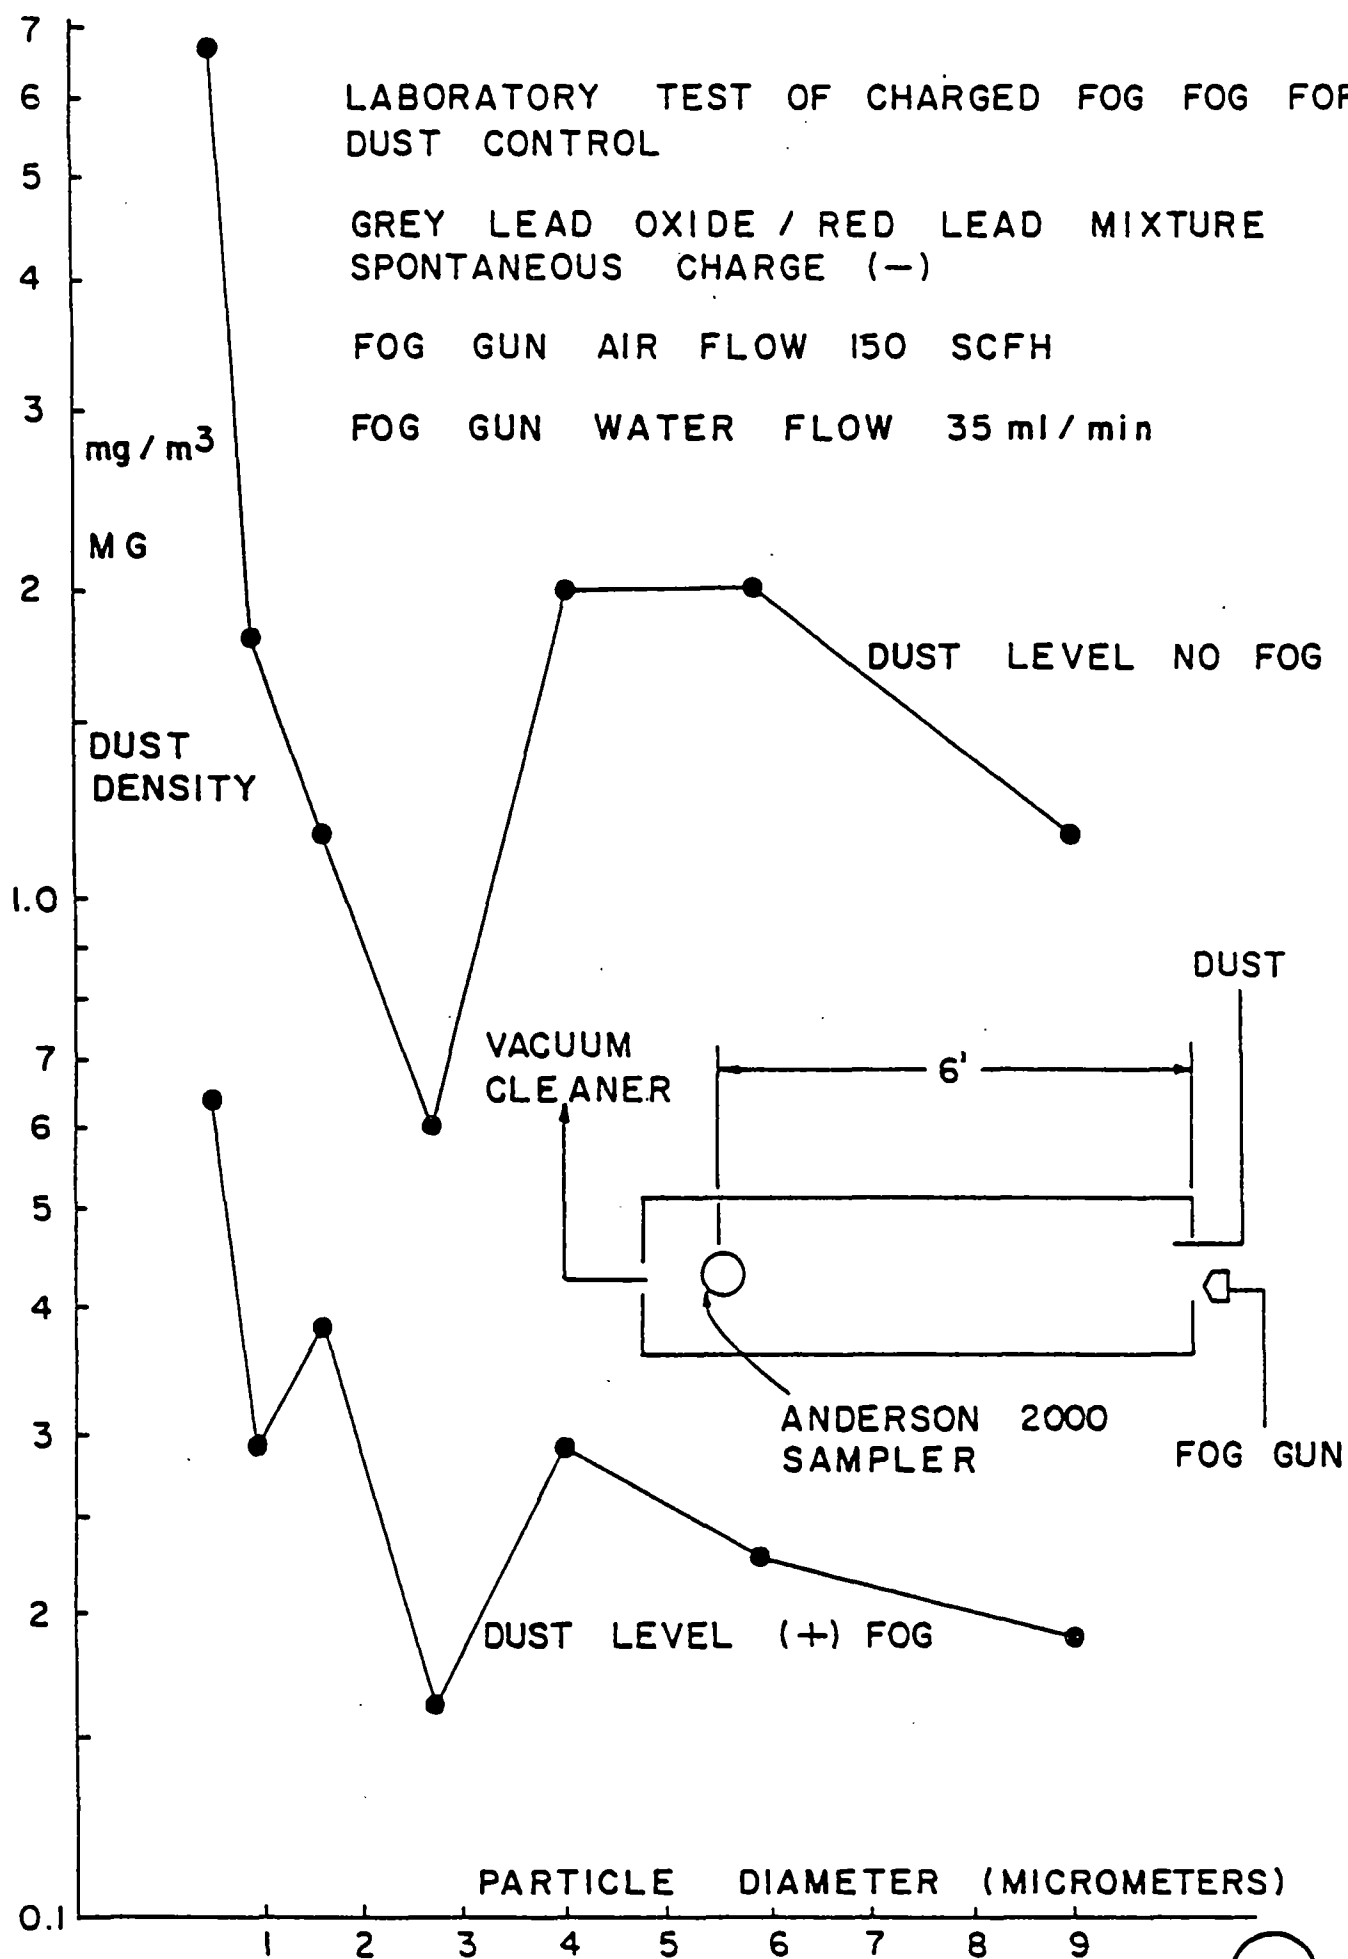 LABORATORY TEST OF CHARGED FOG FOG FOR
DUST CONTROL
GREY LEAD OXIDE / RED LEAD MIXTURE
SPONTANEOUS CHARGE (–)
FOG GUN AIR FLOW 150 SCFH
FOG GUN WATER FLOW 35 ml/min
7
6
5
4
3
mg/m³
MG
2
DUST LEVEL NO FOG
DUST
DENSITY
1.0
DUST
VACUUM
CLEANER
6'
7
6
5
4
3
ANDERSON 2000
SAMPLER
FOG GUN
2
DUST LEVEL (+) FOG
PARTICLE DIAMETER (MICROMETERS)
0.1
1 2 3 4 5 6 7 8 9